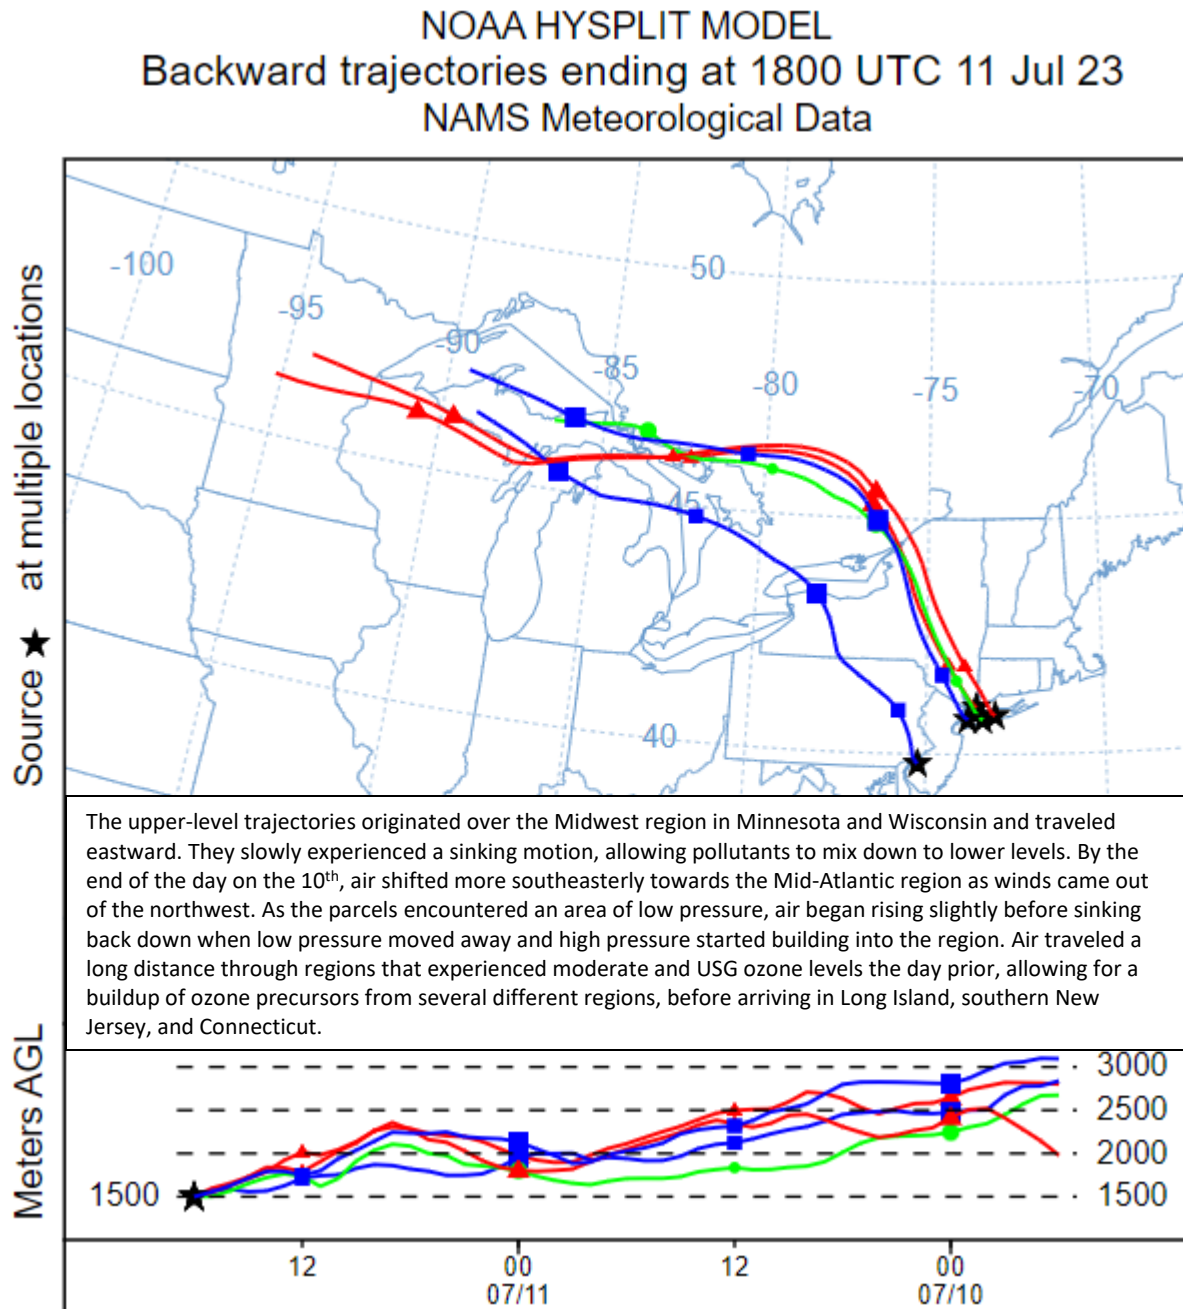 NOAA HYSPLIT MODEL
Backward trajectories ending at 1800 UTC 11 Jul 23
NAMS Meteorological Data
Source ★ at multiple locations
-100
-95
-90
-85
-80
-75
-70
50
45
40
The upper-level trajectories originated over the Midwest region in Minnesota and Wisconsin and traveled
eastward. They slowly experienced a sinking motion, allowing pollutants to mix down to lower levels. By the
end of the day on the 10th, air shifted more southeasterly towards the Mid-Atlantic region as winds came out
of the northwest. As the parcels encountered an area of low pressure, air began rising slightly before sinking
back down when low pressure moved away and high pressure started building into the region. Air traveled a
long distance through regions that experienced moderate and USG ozone levels the day prior, allowing for a
buildup of ozone precursors from several different regions, before arriving in Long Island, southern New
Jersey, and Connecticut.
Meters AGL
1500
3000
2500
2000
1500
12 00 12 00
07/11 07/10